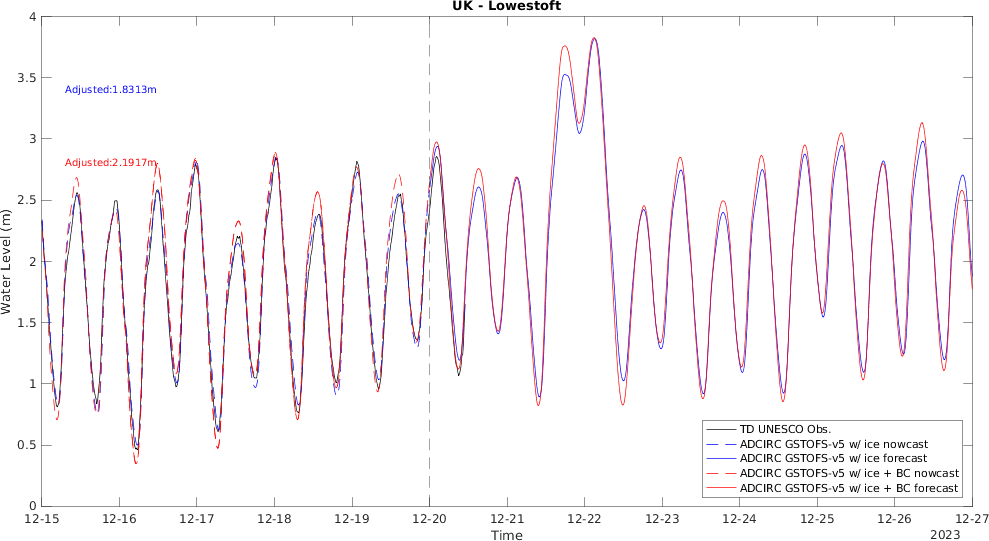 UK - Lowestoft
4
3.5
3
2.5
2
1.5
1
0.5
0
Water Level (m)
Adjusted:1.8313m
Adjusted:2.1917m
TD UNESCO Obs.
ADCIRC GSTOFS-v5 w/ ice nowcast
ADCIRC GSTOFS-v5 w/ ice forecast
ADCIRC GSTOFS-v5 w/ ice + BC nowcast
ADCIRC GSTOFS-v5 w/ ice + BC forecast
12-15 12-16 12-17 12-18 12-19 12-20 12-21 12-22 12-23 12-24 12-25 12-26 12-27
Time
2023